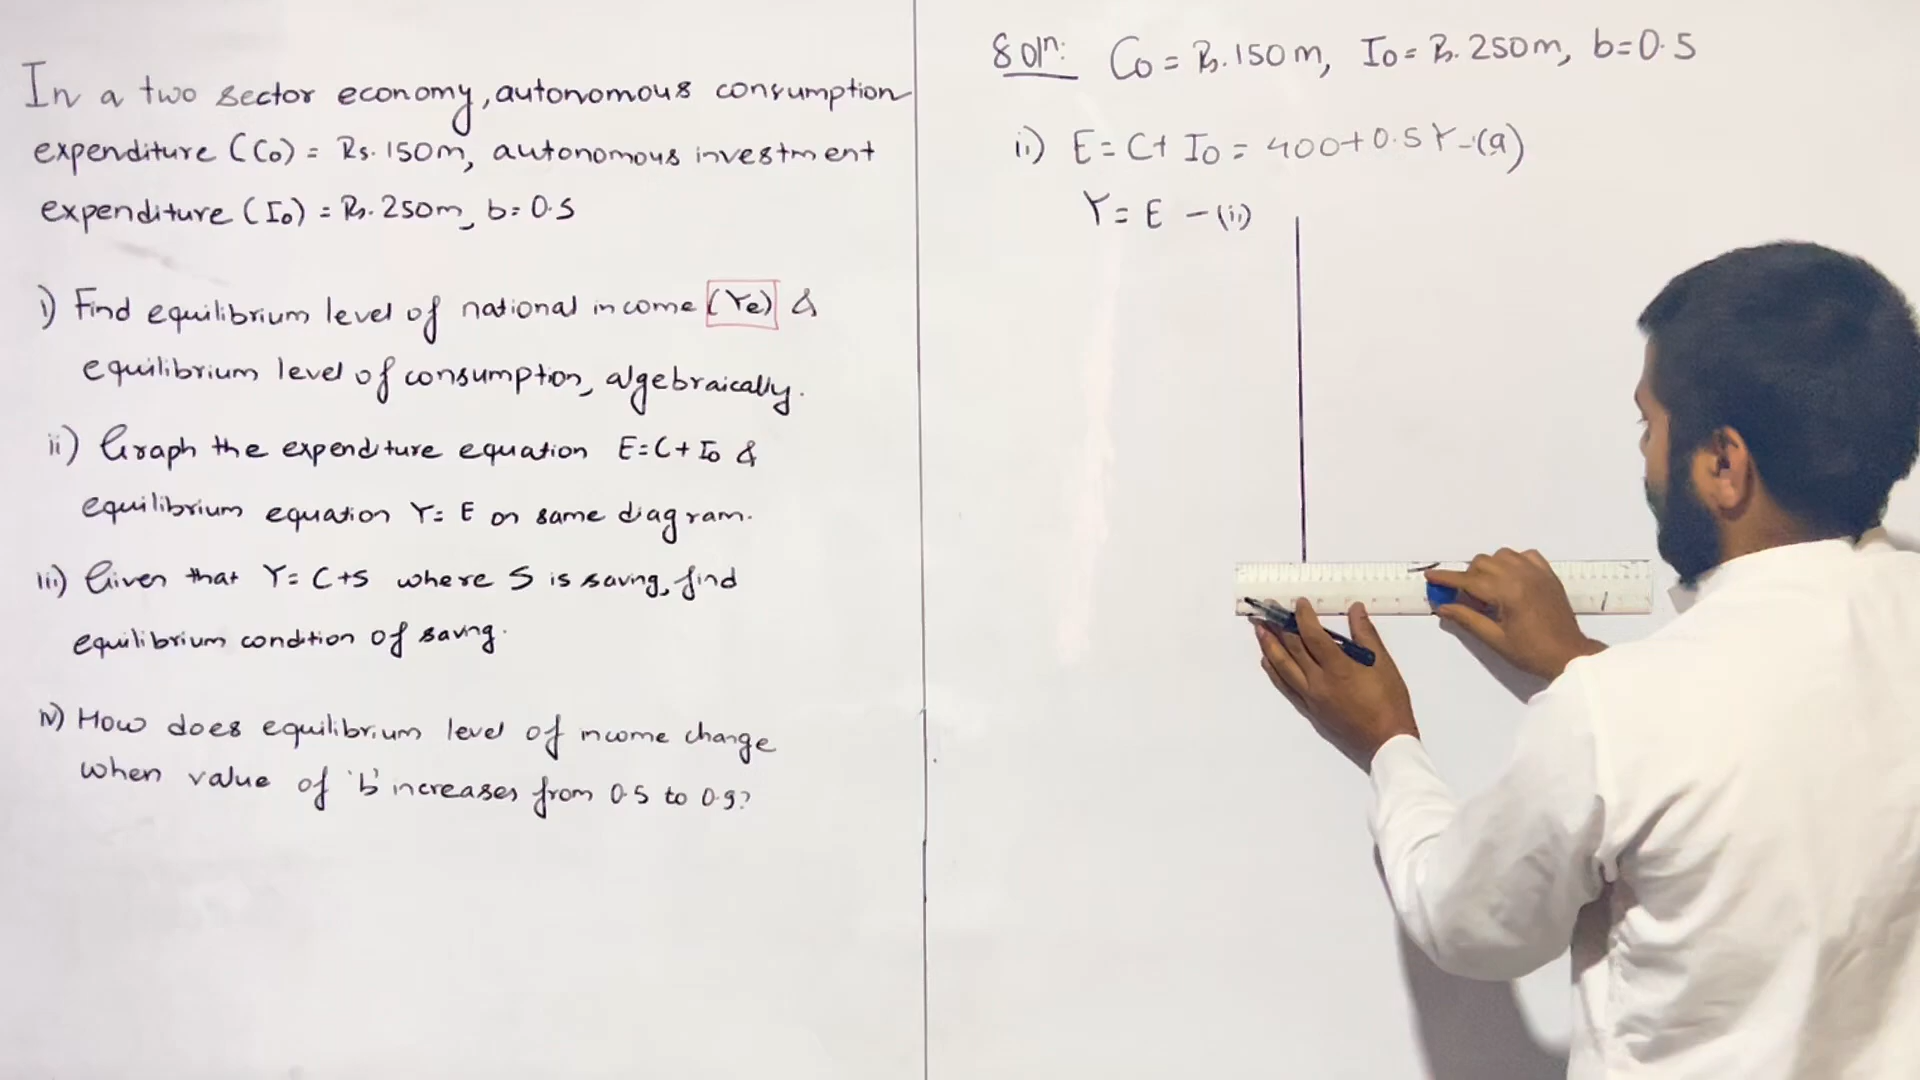 In a two sector economy, autonomous consumption
expenditure (C₀) = Rs. 150m, autonomous investment
expenditure (I₀) = Rs. 250m, b = 0.5
i) Find equilibrium level of national income (Ye) &
equilibrium level of consumption, algebraically.
ii) Graph the expenditure equation E = C + I₀ &
equilibrium equation Y = E on same diagram.
iii) Given that Y = C + S where S is saving, find
equilibrium condition of saving.
iv) How does equilibrium level of income change
when value of 'b' increases from 0.5 to 0.9?
Soln: C₀ = Rs. 150m, I₀ = Rs. 250m, b = 0.5
ii) E = C + I₀ = 400 + 0.5Y - (a)
Y = E - (ii)